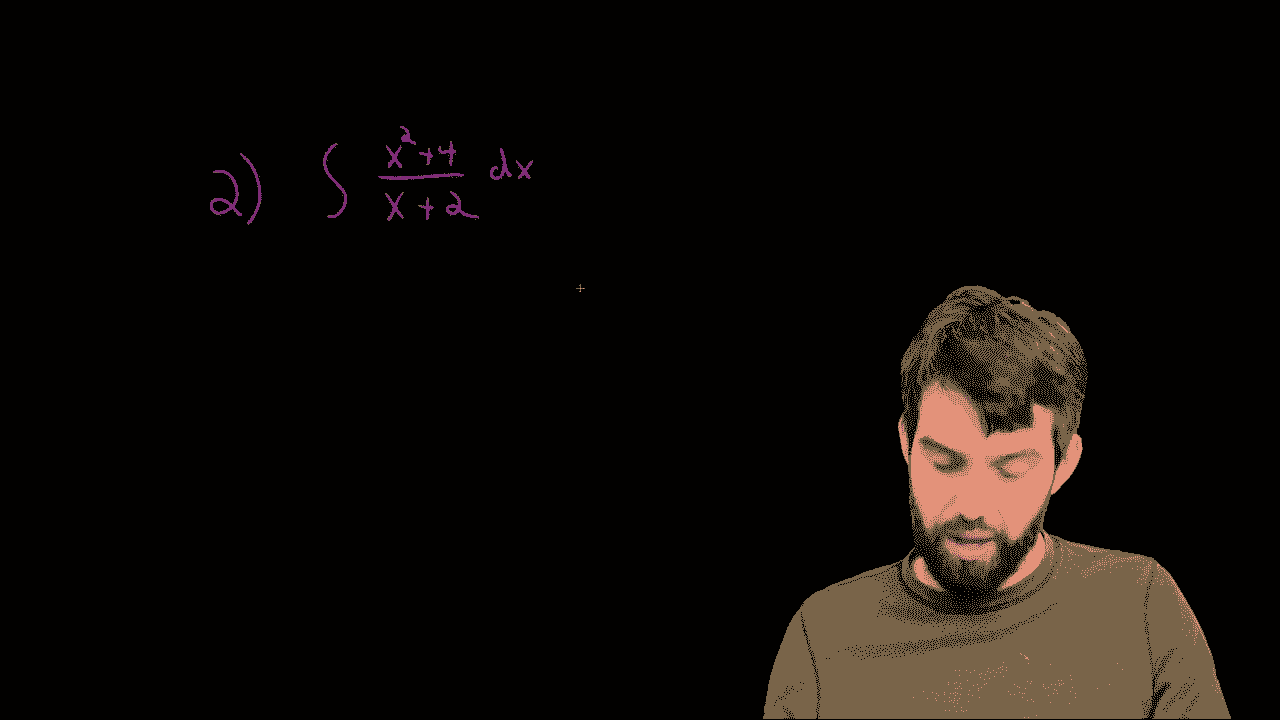 2) ∫ (x²+4)/(x+2) dx